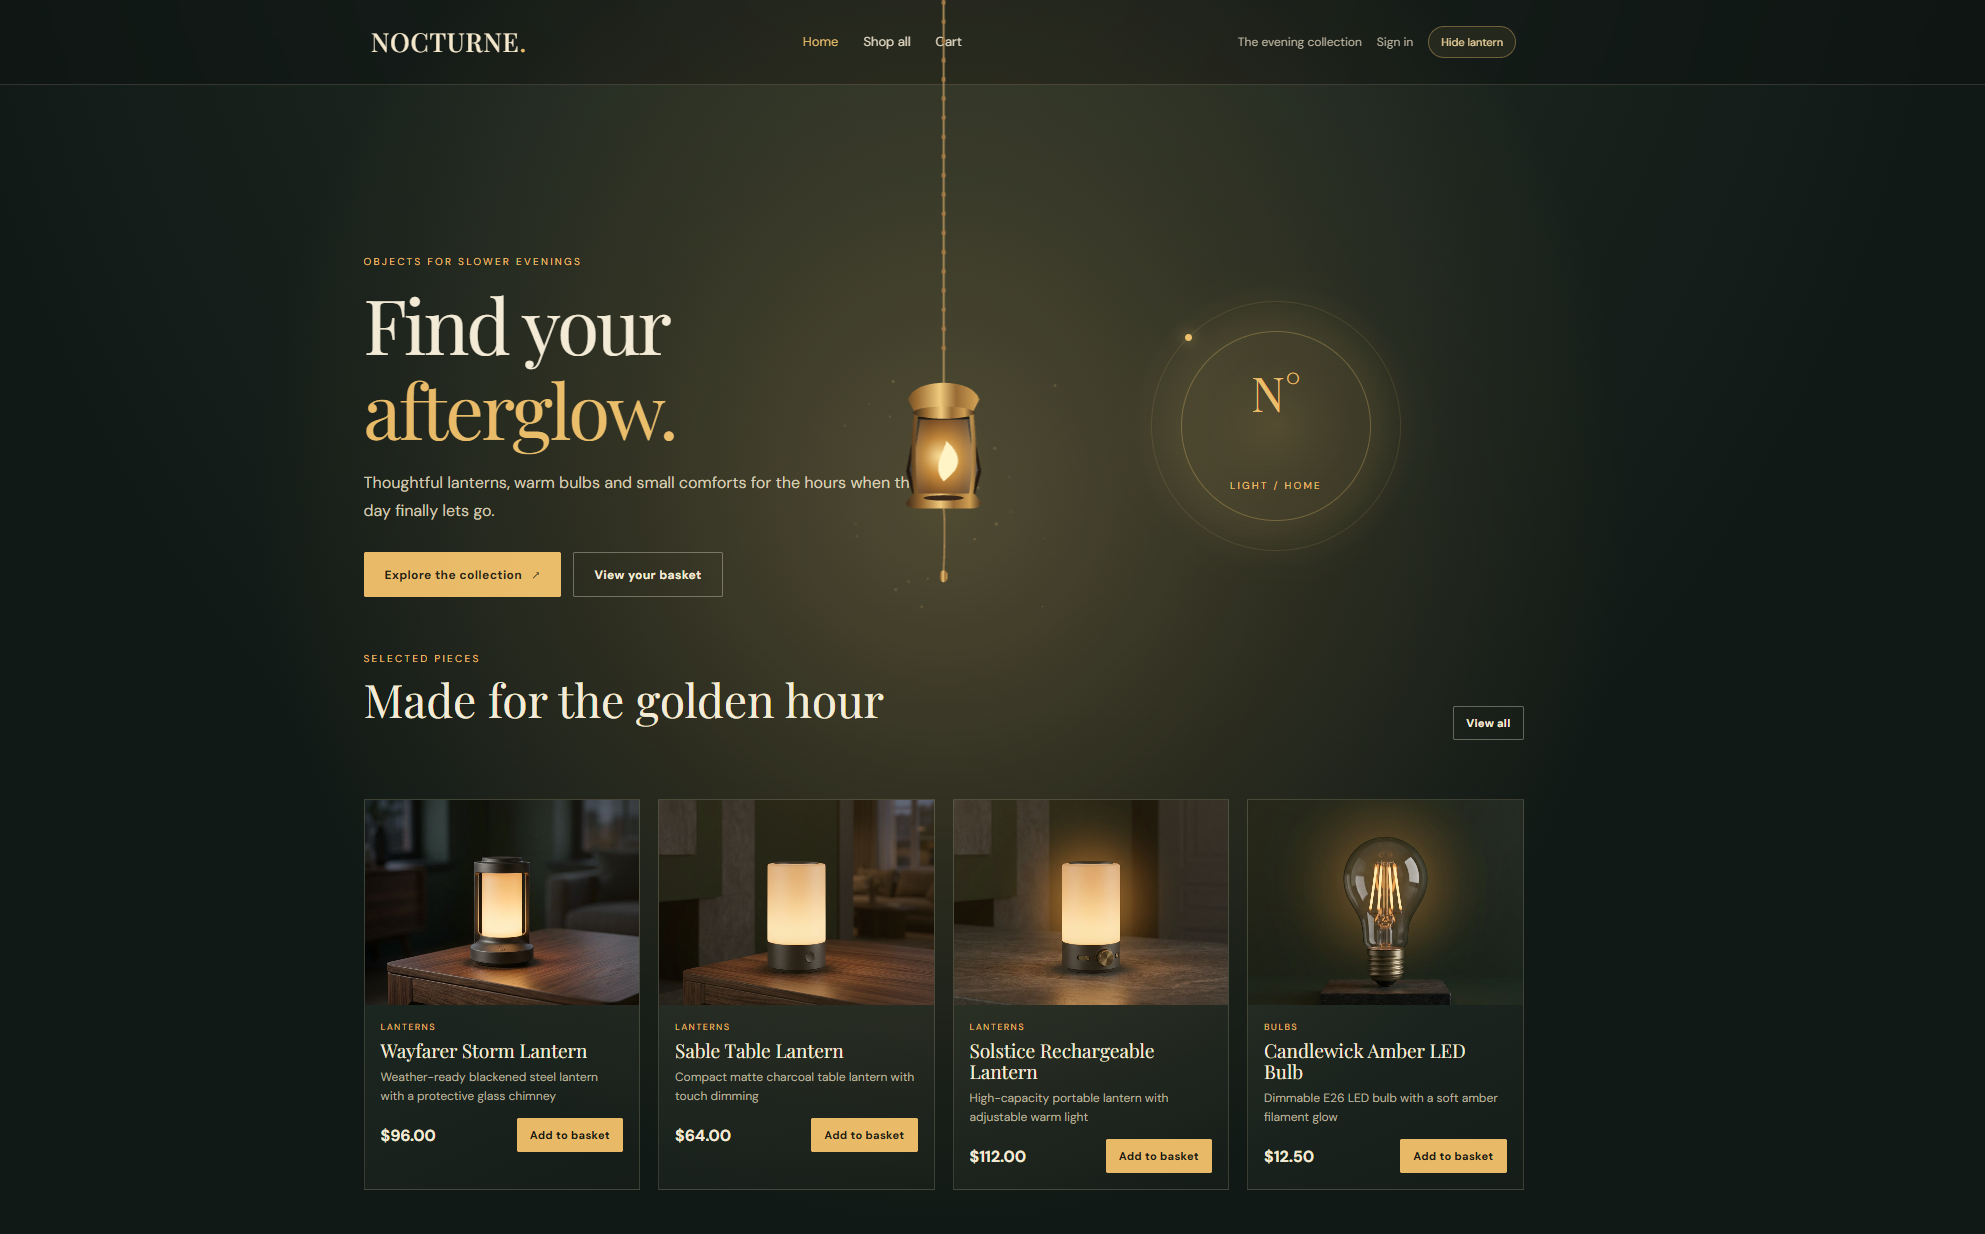 NOCTURNE.
Home Shop all Cart
The evening collection Sign in Hide lantern
OBJECTS FOR SLOWER EVENINGS
Find your
afterglow.
Thoughtful lanterns, warm bulbs and small comforts for the hours when th
day finally lets go.
Explore the collection ↗
View your basket
N°
LIGHT / HOME
SELECTED PIECES
Made for the golden hour
View all
LANTERNS
Wayfarer Storm Lantern
Weather-ready blackened steel lantern
with a protective glass chimney
$96.00
Add to basket
LANTERNS
Sable Table Lantern
Compact matte charcoal table lantern with
touch dimming
$64.00
Add to basket
LANTERNS
Solstice Rechargeable
Lantern
High-capacity portable lantern with
adjustable warm light
$112.00
Add to basket
BULBS
Candlewick Amber LED
Bulb
Dimmable E26 LED bulb with a soft amber
filament glow
$12.50
Add to basket